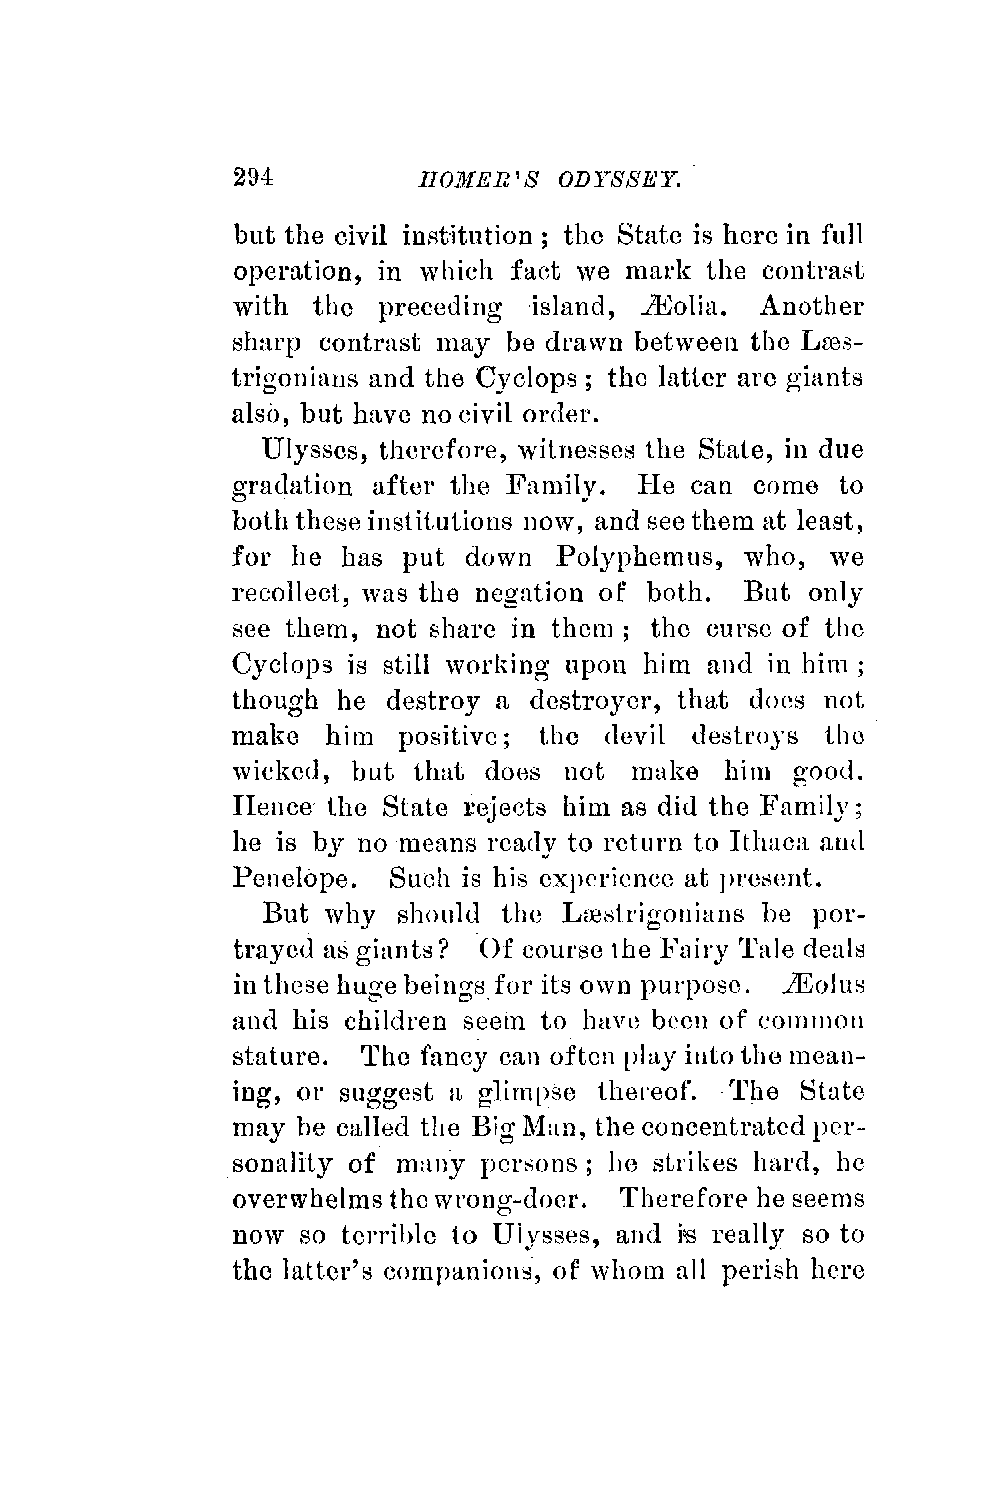 294 HOMER'S ODYSSEY.
but the civil institution ; the State is here in full
operation, in which fact we mark the contrast
with the preceding island, Æolia. Another
sharp contrast may be drawn between the Læs-
trigonians and the Cyclops ; the latter are giants
also, but have no civil order.
Ulysses, therefore, witnesses the State, in due
gradation after the Family. He can come to
both these institutions now, and see them at least,
for he has put down Polyphemus, who, we
recollect, was the negation of both. But only
see them, not share in them ; the curse of the
Cyclops is still working upon him and in him ;
though he destroy a destroyer, that does not
make him positive; the devil destroys the
wicked, but that does not make him good.
Hence the State rejects him as did the Family;
he is by no means ready to return to Ithaca and
Penelope. Such is his experience at present.
But why should the Læstrigonians be por-
trayed as giants? Of course the Fairy Tale deals
in these huge beings for its own purpose. Æolus
and his children seem to have been of common
stature. The fancy can often play into the mean-
ing, or suggest a glimpse thereof. The State
may be called the Big Man, the concentrated per-
sonality of many persons ; he strikes hard, he
overwhelms the wrong-doer. Therefore he seems
now so terrible to Ulysses, and is really so to
the latter's companions, of whom all perish here